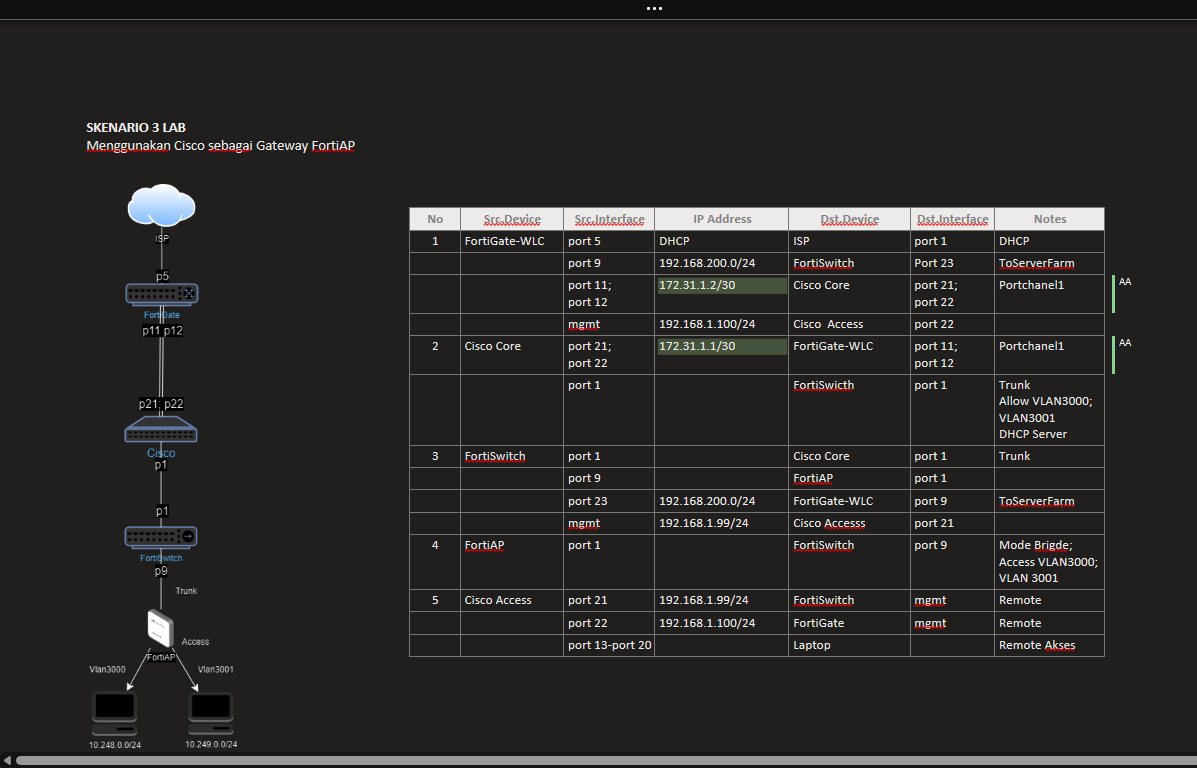 SKENARIO 3 LAB
Menggunakan Cisco sebagai Gateway FortiAP
ISP
p5
FortiGate
p11 p12
p21; p22
Cisco
p1
p1
FortiSwitch
p9
Trunk
Access
FortiAP
Vlan3000 Vlan3001
10.248.0.0/24 10.249.0.0/24
No Src.Device Src.Interface IP Address Dst.Device Dst.Interface Notes
1 FortiGate-WLC port 5 DHCP ISP port 1 DHCP
port 9 192.168.200.0/24 FortiSwitch Port 23 ToServerFarm
port 11; 172.31.1.2/30 Cisco Core port 21; Portchanel1 AA
port 12 port 22
mgmt 192.168.1.100/24 Cisco Access port 22
2 Cisco Core port 21; 172.31.1.1/30 FortiGate-WLC port 11; Portchanel1 AA
port 22 port 12
port 1 FortiSwicth port 1 Trunk
Allow VLAN3000;
VLAN3001
DHCP Server
3 FortiSwitch port 1 Cisco Core port 1 Trunk
port 9 FortiAP port 1
port 23 192.168.200.0/24 FortiGate-WLC port 9 ToServerFarm
mgmt 192.168.1.99/24 Cisco Accesss port 21
4 FortiAP port 1 FortiSwitch port 9 Mode Brigde;
Access VLAN3000;
VLAN 3001
5 Cisco Access port 21 192.168.1.99/24 FortiSwitch mgmt Remote
port 22 192.168.1.100/24 FortiGate mgmt Remote
port 13-port 20 Laptop Remote Akses